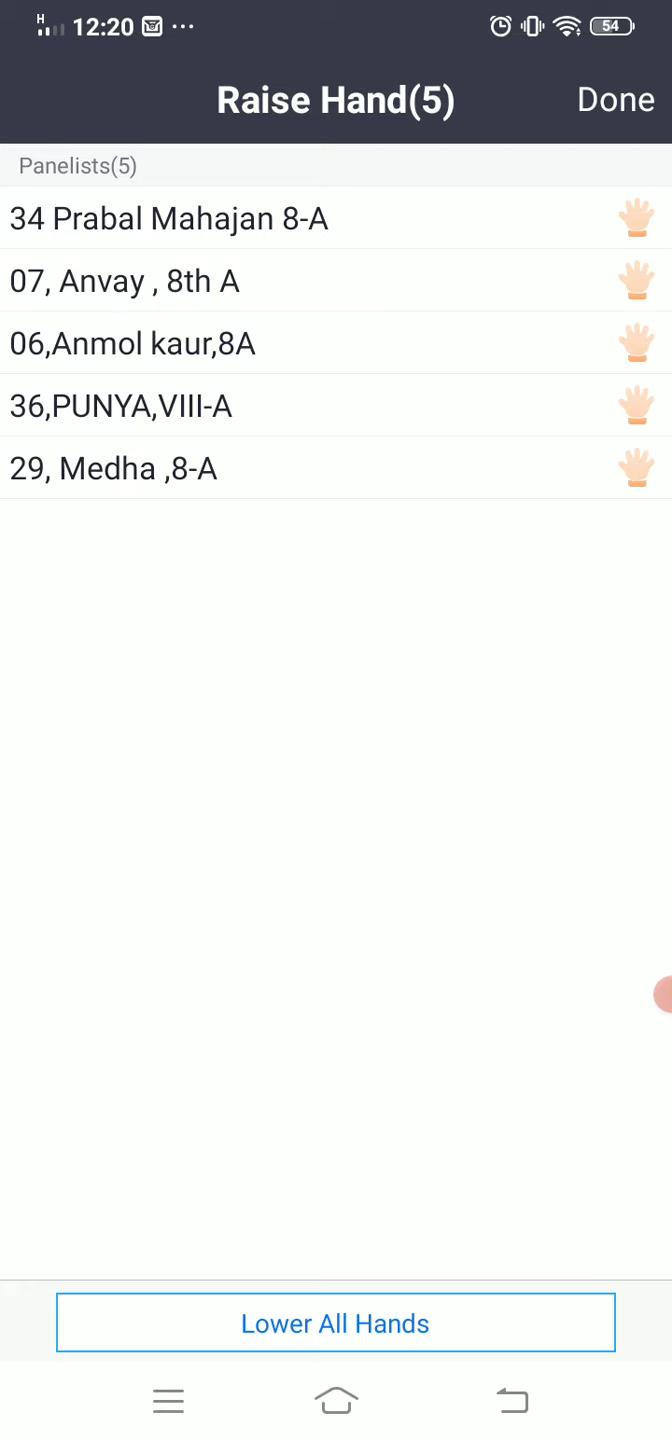 H 12:20 54
Raise Hand(5) Done
Panelists(5)
34 Prabal Mahajan 8-A
07, Anvay , 8th A
06,Anmol kaur,8A
36,PUNYA,VIII-A
29, Medha ,8-A
Lower All Hands